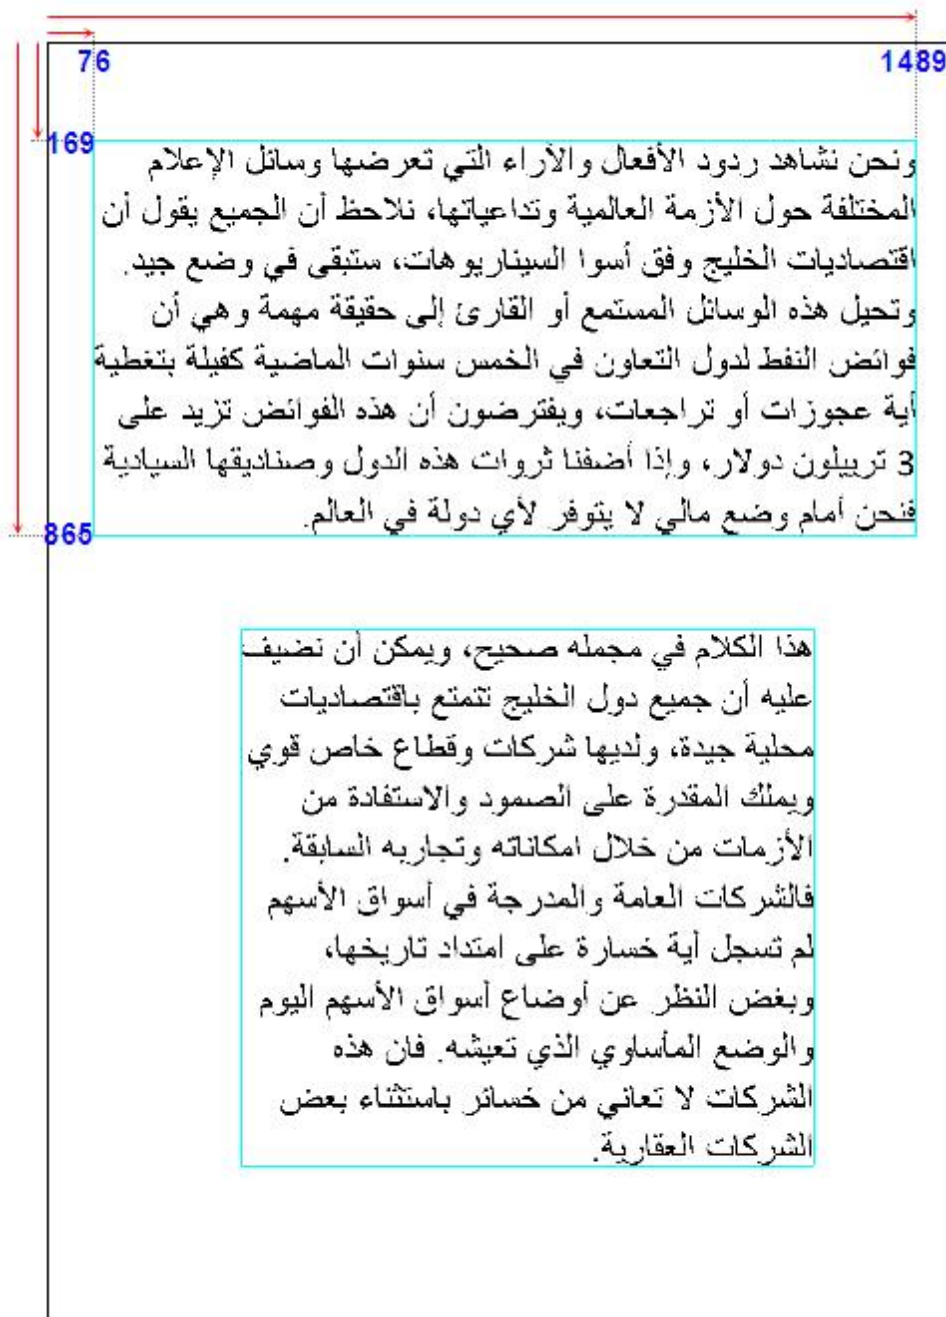 76
1489
169
ونحن نشاهد ردود الأفعال والأراء التي تعرضها وسائل الإعلام
المختلفة حول الأزمة العالمية وتداعياتها، نلاحظ أن الجميع يقول أن
اقتصاديات الخليج وفق أسوا السيناريوهات، ستبقى في وضع جيد.
وتحيل هذه الوسائل المستمع أو القارئ إلى حقيقة مهمة وهي أن
فوائض النفط لدول التعاون في الخمس سنوات الماضية كفيلة بتغطية
أية عجوزات أو تراجعات، ويفترضون أن هذه الفوائض تزيد على
3 تربيلون دولار، وإذا أضفنا ثروات هذه الدول وصناديقها السيادية
فنحن أمام وضع مالي لا يتوفر لأي دولة في العالم.
865
هذا الكلام في مجمله صحيح، ويمكن أن نضيف
عليه أن جميع دول الخليج تتمتع باقتصاديات
محلية جيدة، ولديها شركات وقطاع خاص قوي
ويملك المقدرة على الصمود والاستفادة من
الأزمات من خلال امكاناته وتجاربه السابقة.
فالشركات العامة والمدرجة في أسواق الأسهم
لم تسجل أية خسارة على امتداد تاريخها،
وبغض النظر عن أوضاع أسواق الأسهم اليوم
والوضع المأساوي الذي تعيشه. فان هذه
الشركات لا تعاني من خسائر باستثناء بعض
الشركات العقارية.